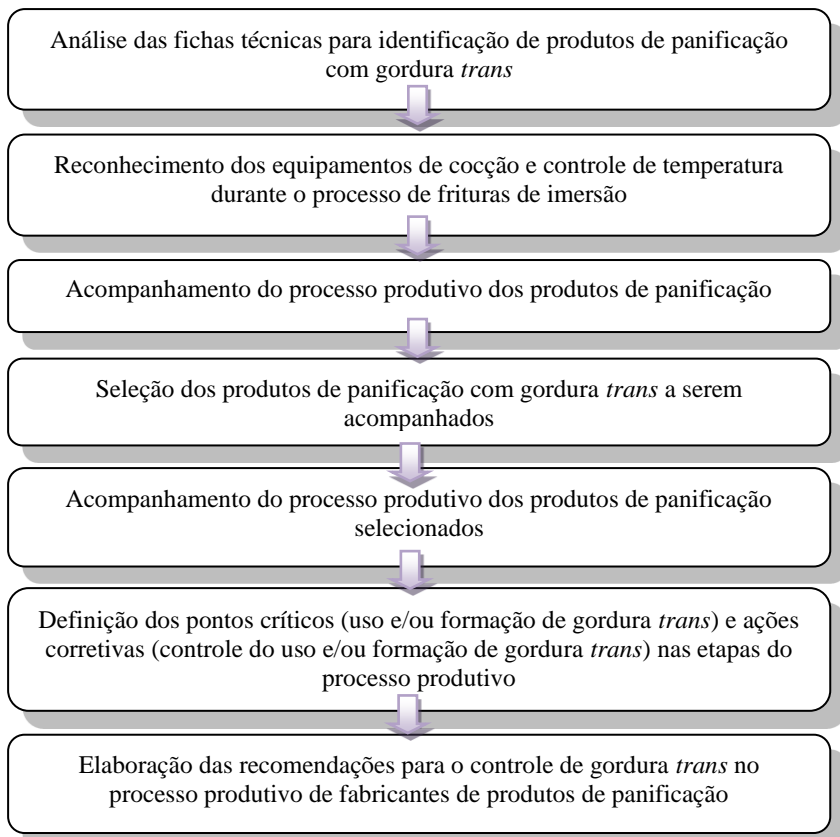 Análise das fichas técnicas para identificação de produtos de panificação
com gordura trans
Reconhecimento dos equipamentos de cocção e controle de temperatura
durante o processo de frituras de imersão
Acompanhamento do processo produtivo dos produtos de panificação
Seleção dos produtos de panificação com gordura trans a serem
acompanhados
Acompanhamento do processo produtivo dos produtos de panificação
selecionados
Definição dos pontos críticos (uso e/ou formação de gordura trans) e ações
corretivas (controle do uso e/ou formação de gordura trans) nas etapas do
processo produtivo
Elaboração das recomendações para o controle de gordura trans no
processo produtivo de fabricantes de produtos de panificação